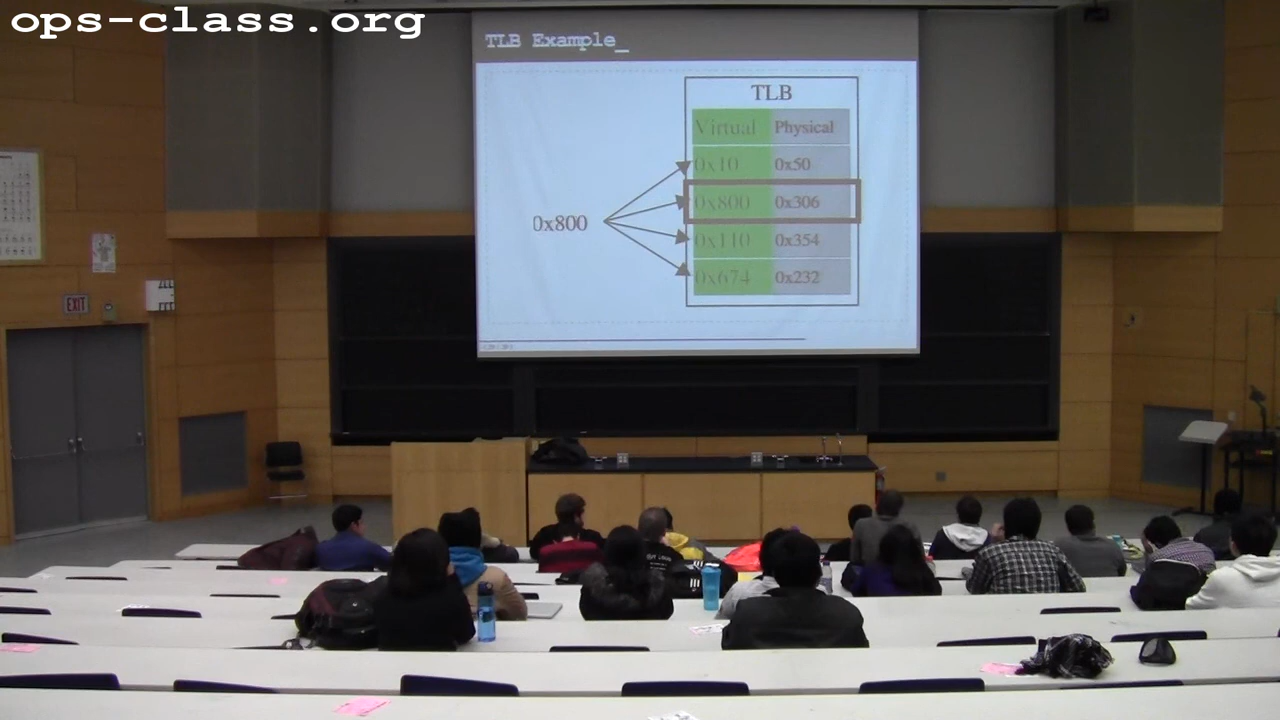 ops-class.org
TLB Example_
TLB
Virtual Physical
0x10 0x50
0x800 0x306
0x800
0x110 0x354
0x674 0x232
EXIT